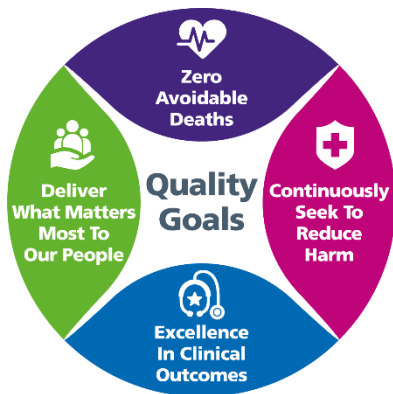 Zero
Avoidable
Deaths
Deliver
What Matters
Most To
Our People
Quality
Goals
Continuously
Seek To
Reduce
Harm
Excellence
In Clinical
Outcomes